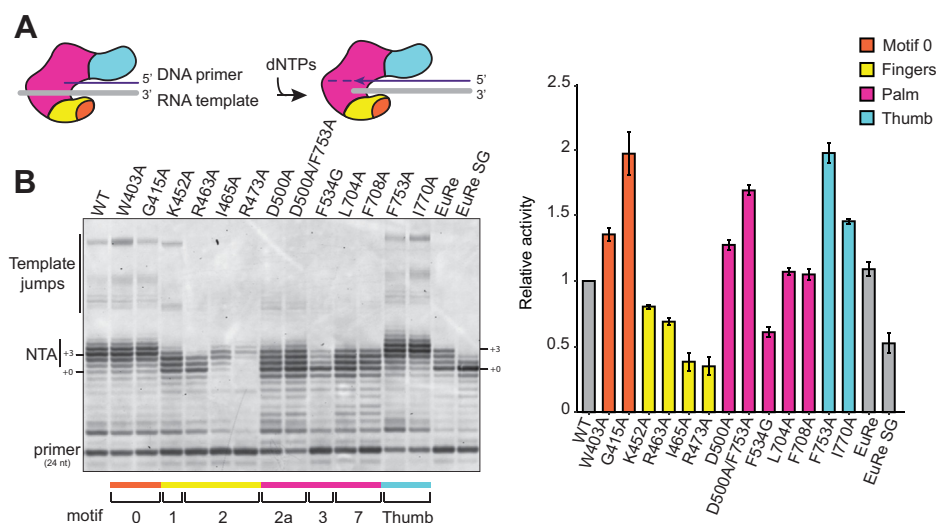 A
5'
DNA primer
3'
RNA template
dNTPs
5'
3'
B
WT
W403A
G415A
K452A
R463A
I465A
R473A
D500A
D500A/F753A
F534G
L704A
F708A
F753A
I770A
EuRe
EuRe SG
Template
jumps
NTA
+3
+0
+3
+0
primer
(24 nt)
motif
0
1
2
2a
3
7
Thumb
Motif 0
Fingers
Palm
Thumb
Relative activity
2.5
2
1.5
1
0.5
0
WT
W403A
G415A
K452A
R463A
I465A
R473A
D500A
D500A/F753A
F534G
L704A
F708A
F753A
I770A
EuRe
EuRe SG